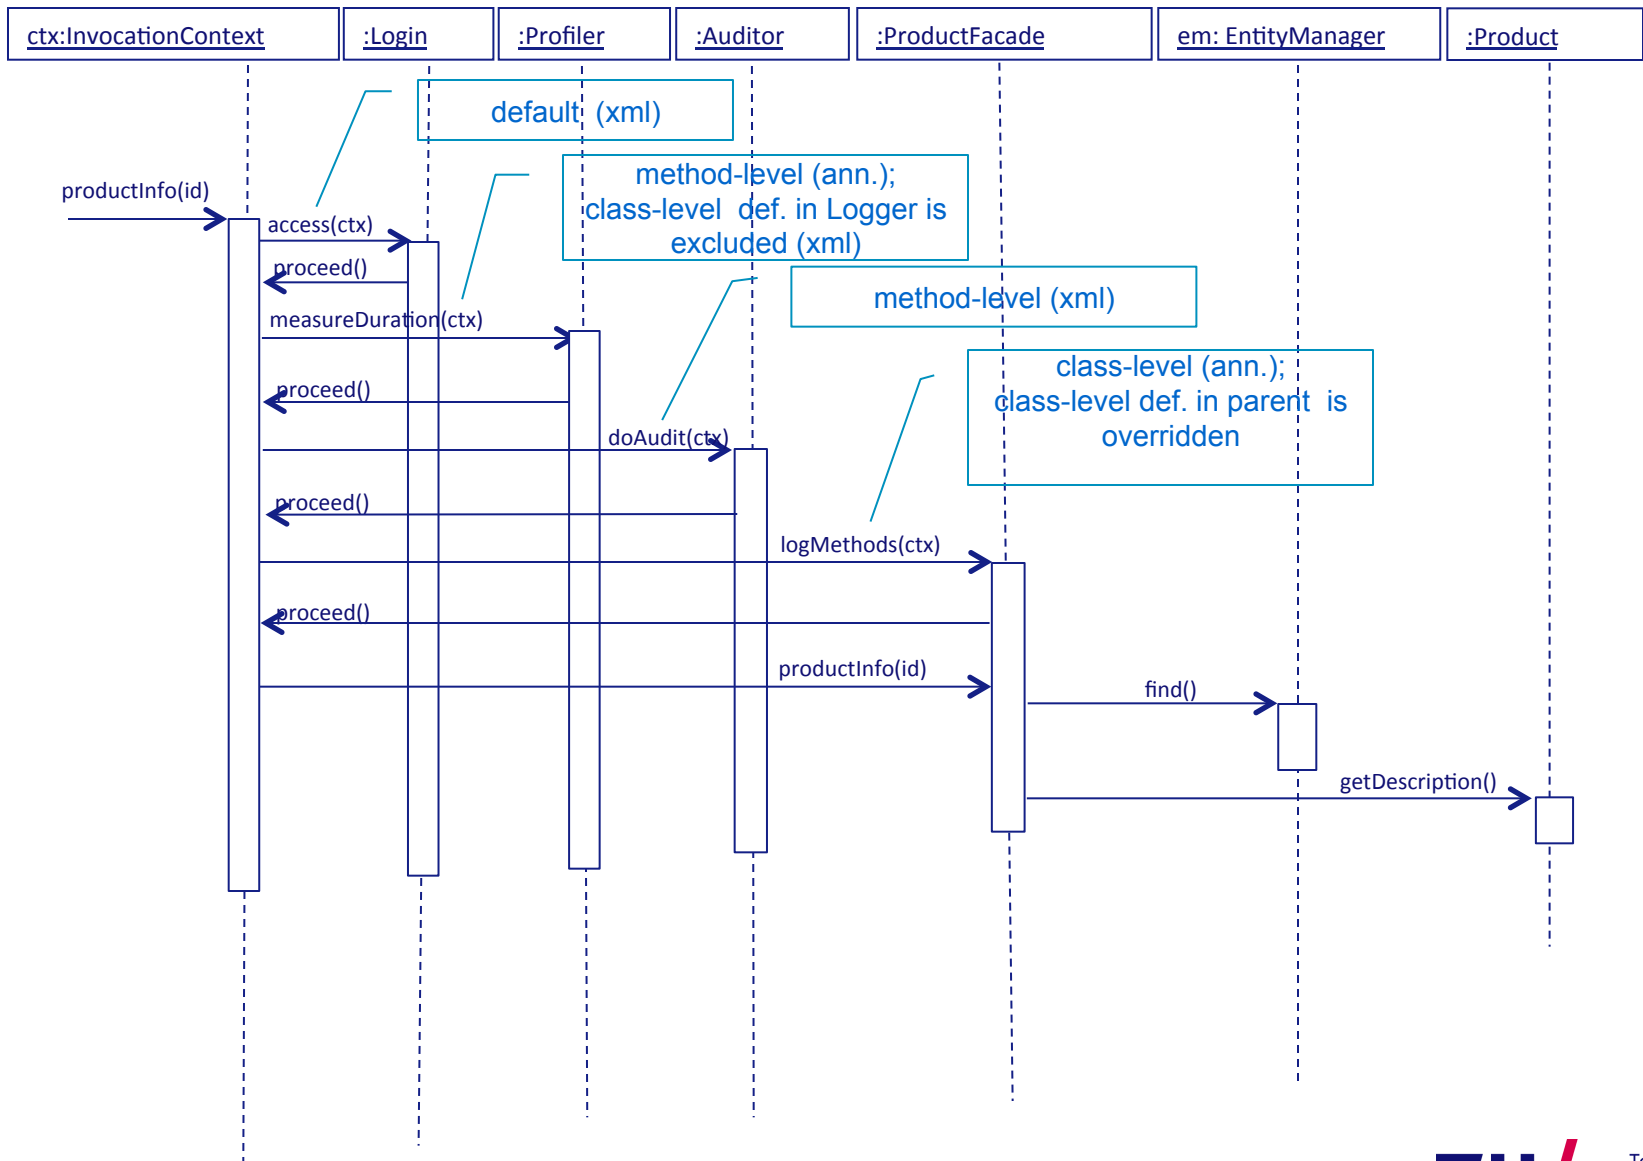 ctx:InvocationContext
:Login
:Profiler
:Auditor
:ProductFacade
em: EntityManager
:Product
default (xml)
method-level (ann.);
class-level def. in Logger is
excluded (xml)
productInfo(id)
access(ctx)
proceed()
method-level (xml)
measureDuration(ctx)
class-level (ann.);
class-level def. in parent is
overridden
proceed()
doAudit(ctx)
proceed()
logMethods(ctx)
proceed()
productInfo(id)
find()
getDescription()